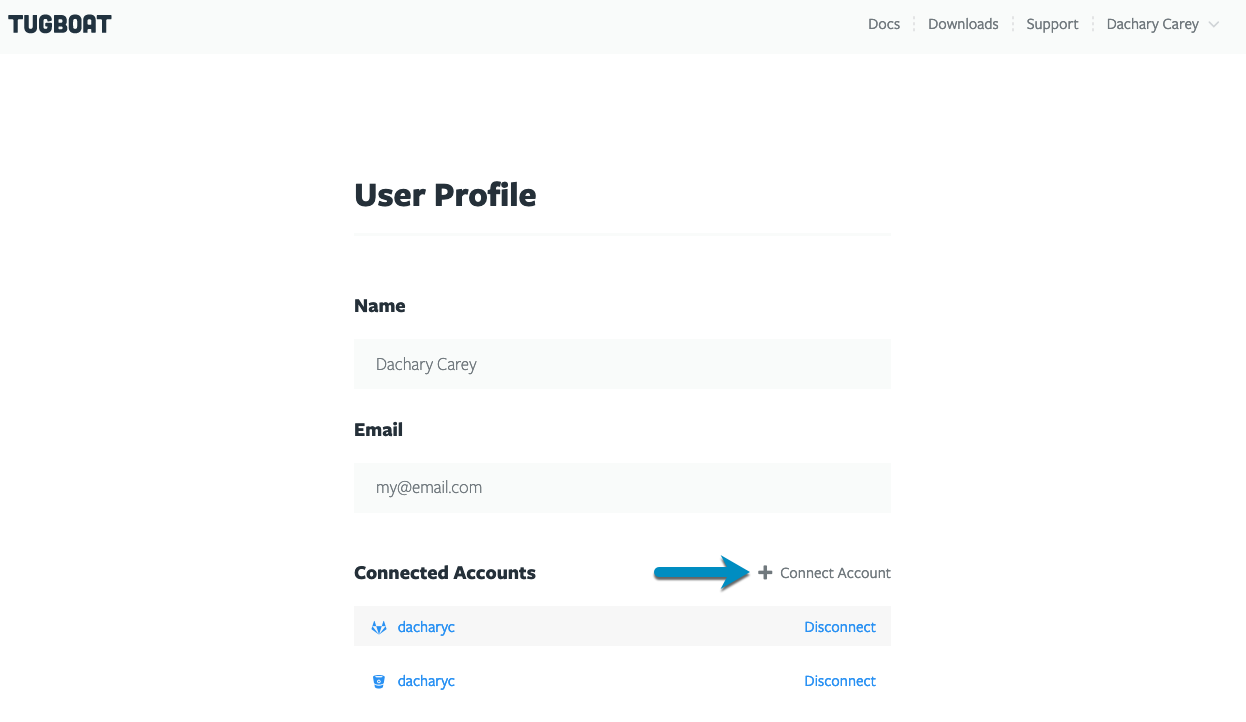 TUGBOAT
Docs Downloads Support Dachary Carey
User Profile
Name
Dachary Carey
Email
my@email.com
Connected Accounts Connect Account
dacharyc Disconnect
dacharyc Disconnect